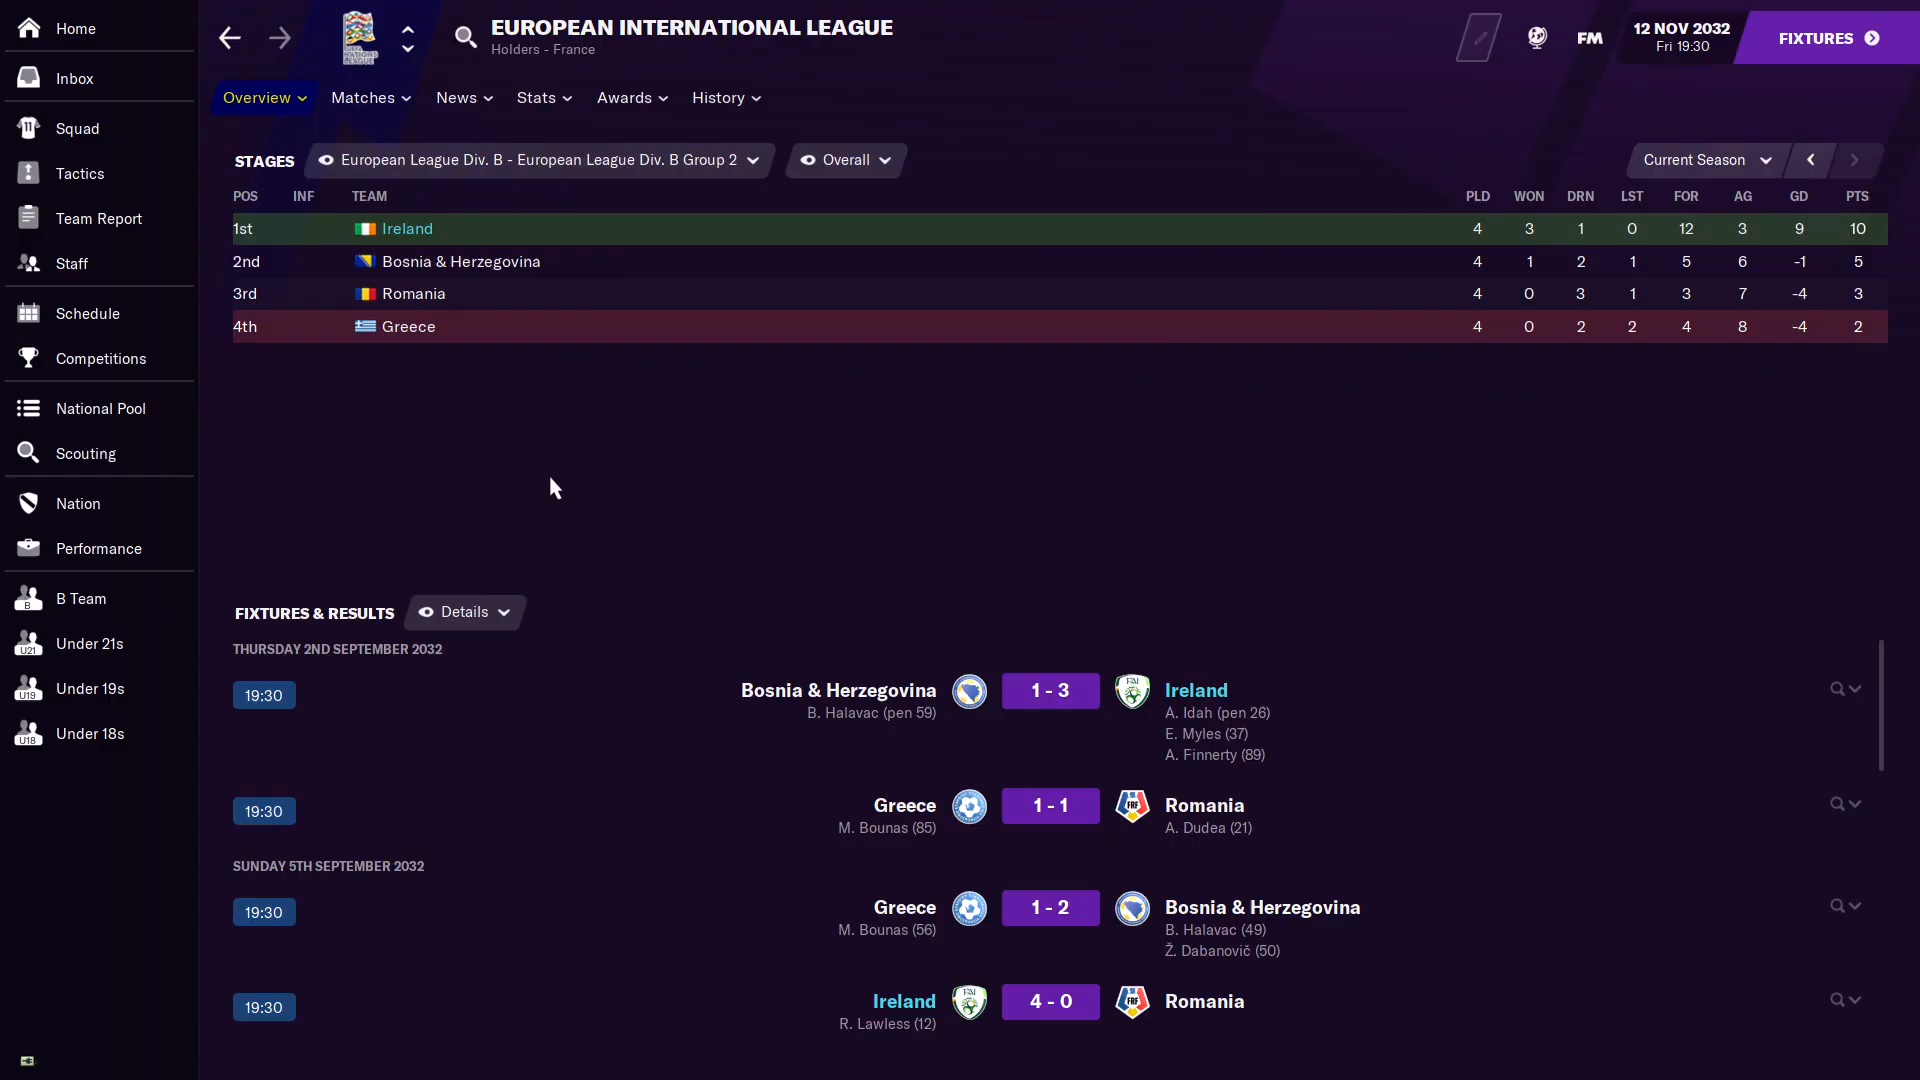 Home
Inbox
Squad
Tactics
Team Report
Staff
Schedule
Competitions
National Pool
Scouting
Nation
Performance
B Team
B
Under 21s
U21
Under 19s
U19
Under 18s
U18
EUROPEAN INTERNATIONAL LEAGUE
Holders - France
FM
12 NOV 2032
Fri 19:30
FIXTURES
Overview Matches News Stats Awards History
STAGES European League Div. B - European League Div. B Group 2 Overall Current Season
POS INF TEAM PLD WON DRN LST FOR AG GD PTS
1st Ireland 4 3 1 0 12 3 9 10
2nd Bosnia & Herzegovina 4 1 2 1 5 6 -1 5
3rd Romania 4 0 3 1 3 7 -4 3
4th Greece 4 0 2 2 4 8 -4 2
FIXTURES & RESULTS Details
THURSDAY 2ND SEPTEMBER 2032
19:30 Bosnia & Herzegovina 1 - 3 Ireland
B. Halavac (pen 59) A. Idah (pen 26)
E. Myles (37)
A. Finnerty (89)
19:30 Greece 1 - 1 Romania
M. Bounas (85) A. Dudea (21)
SUNDAY 5TH SEPTEMBER 2032
19:30 Greece 1 - 2 Bosnia & Herzegovina
M. Bounas (56) B. Halavac (49)
Ž. Dabanovič (50)
19:30 Ireland 4 - 0 Romania
R. Lawless (12)